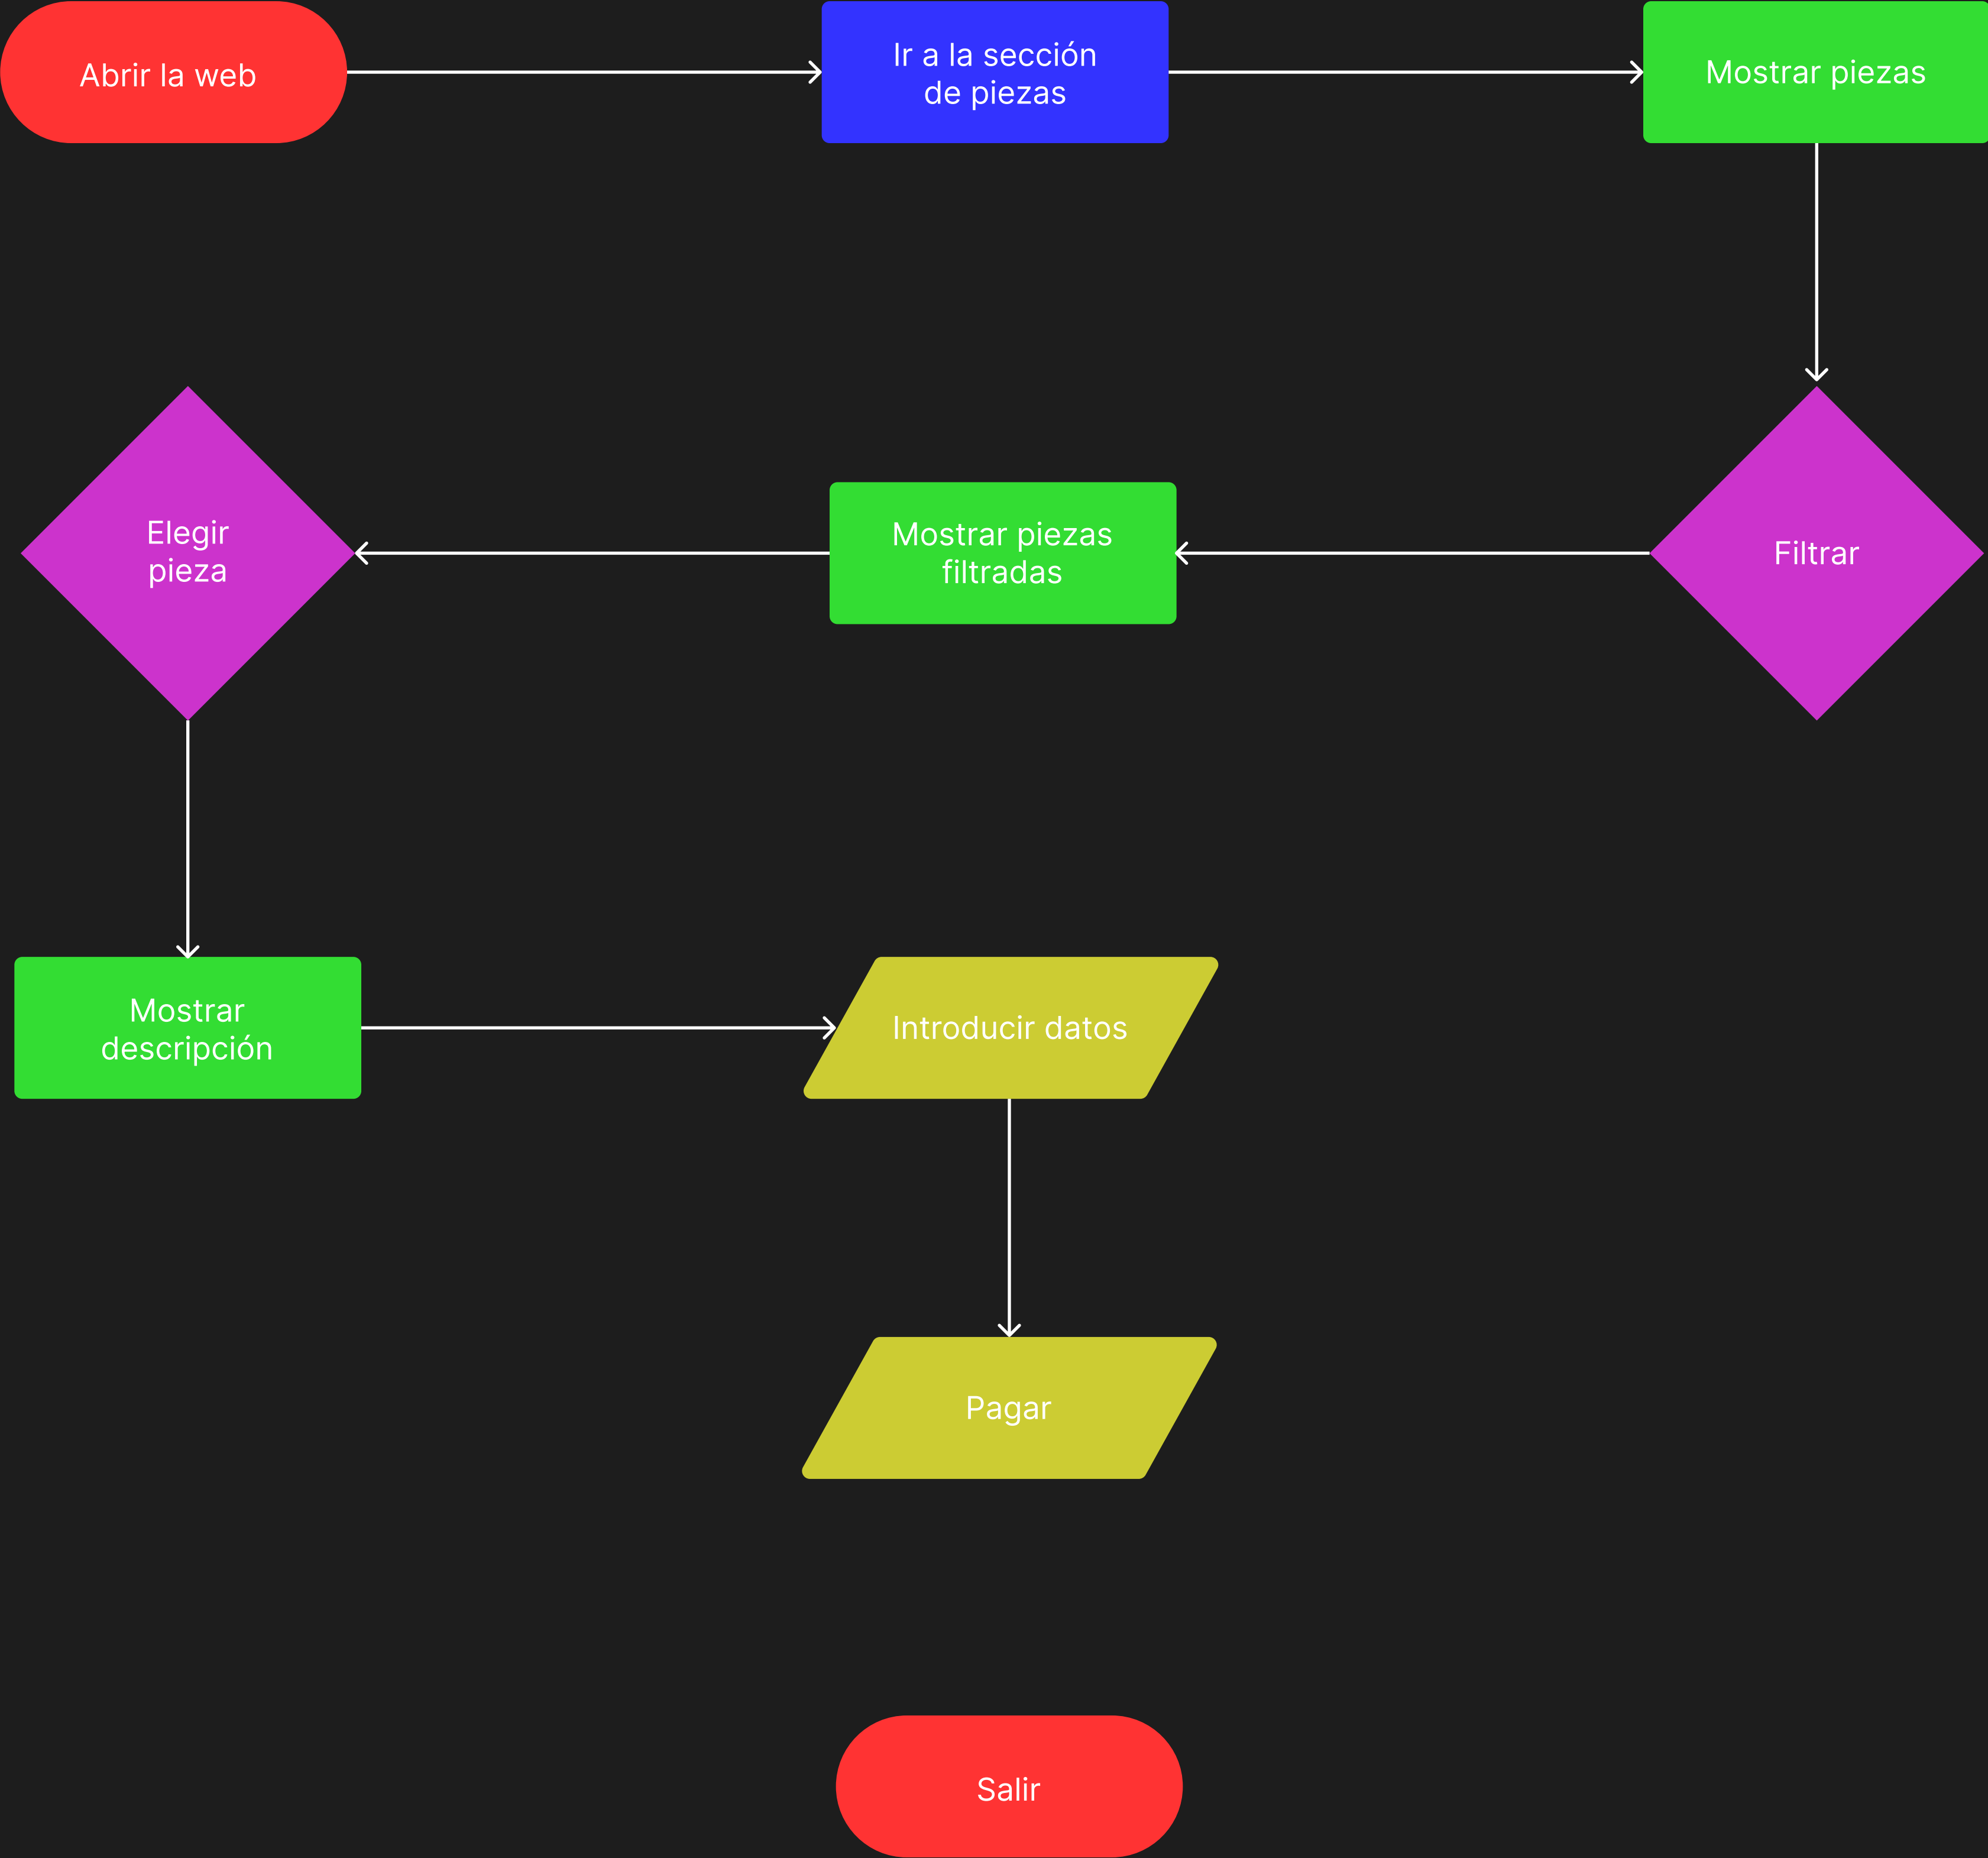 Abrir la web
Ir a la sección
de piezas
Mostrar piezas
Elegir
pieza
Mostrar piezas
filtradas
Filtrar
Mostrar
descripción
Introducir datos
Pagar
Salir